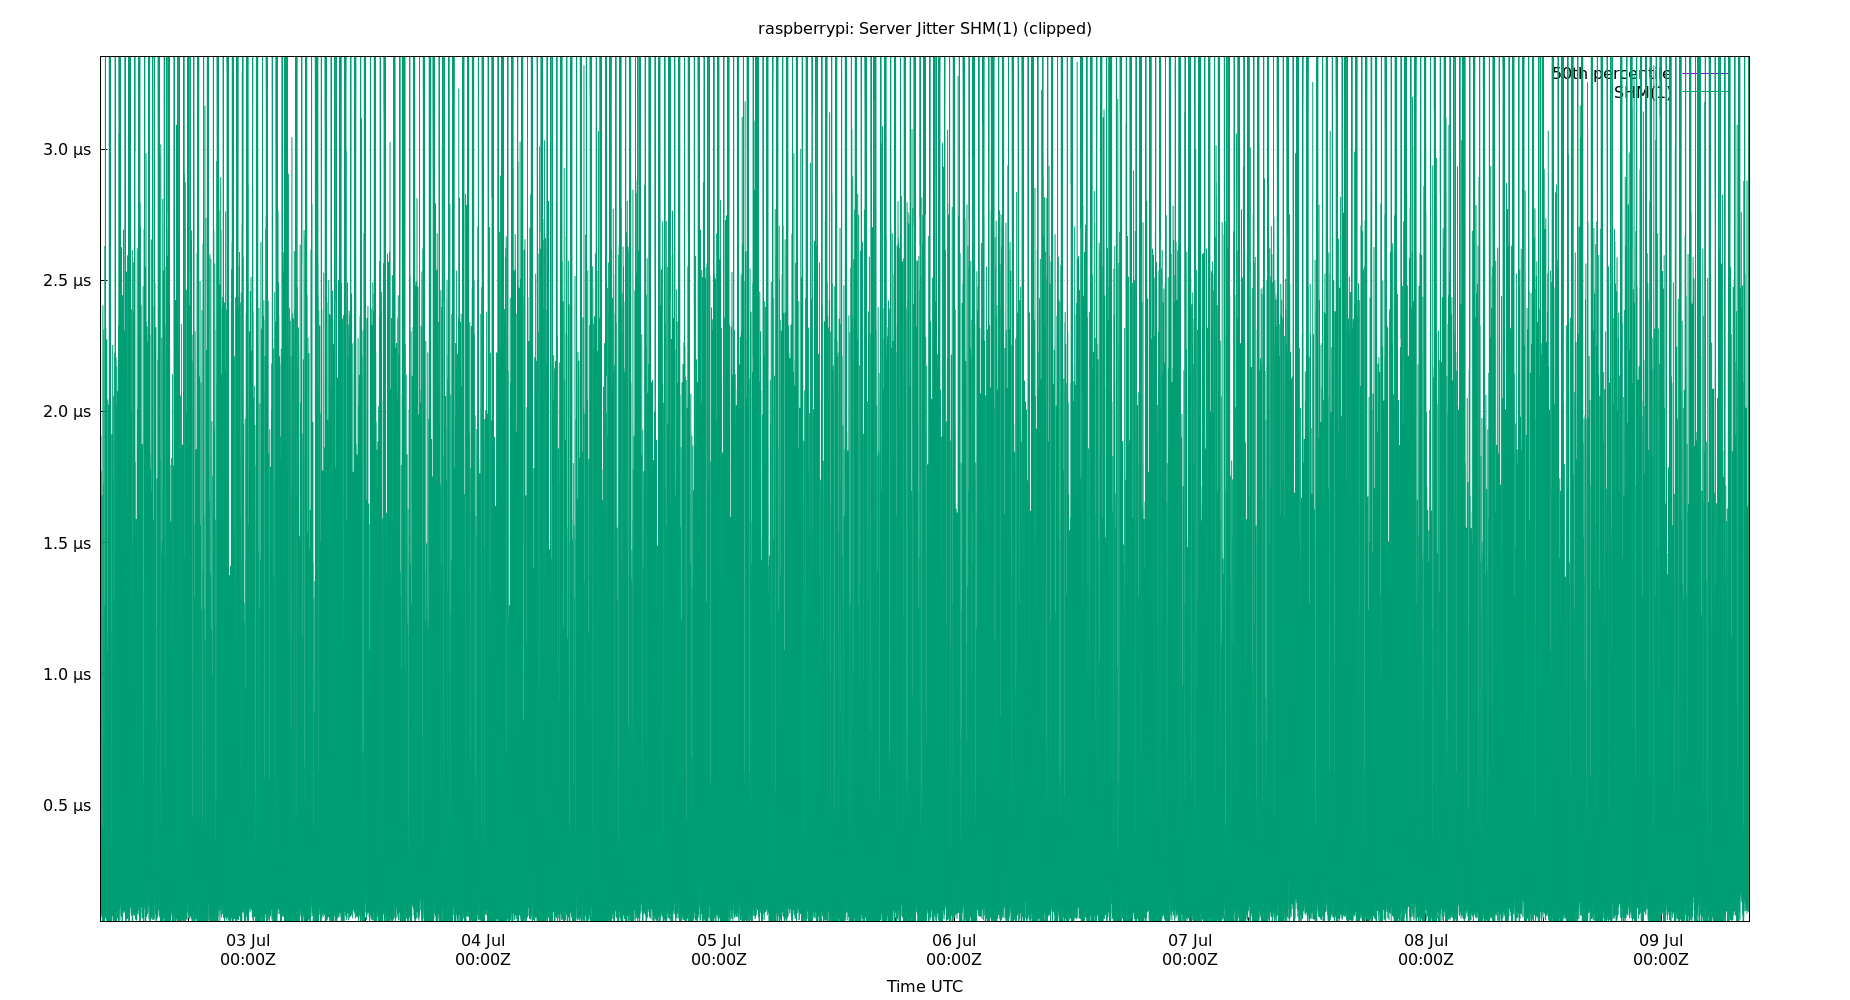 raspberrypi: Server Jitter SHM(1) (clipped)
50th percentile
SHM(1)
3.0 μs
2.5 μs
2.0 μs
1.5 μs
1.0 μs
0.5 μs
03 Jul 04 Jul 05 Jul 06 Jul 07 Jul 08 Jul 09 Jul
00:00Z 00:00Z 00:00Z 00:00Z 00:00Z 00:00Z 00:00Z
Time UTC